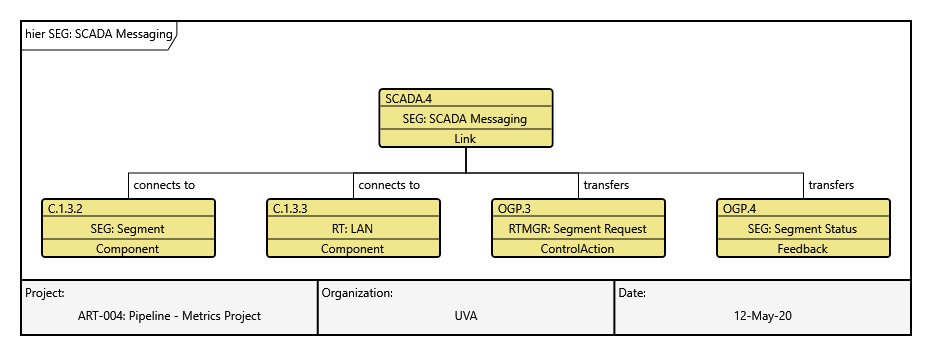 hier SEG: SCADA Messaging
SCADA.4
SEG: SCADA Messaging
Link
connects to
connects to
transfers
transfers
C.1.3.2
SEG: Segment
Component
C.1.3.3
RT: LAN
Component
OGP.3
RTMGR: Segment Request
ControlAction
OGP.4
SEG: Segment Status
Feedback
Project:
ART-004: Pipeline - Metrics Project
Organization:
UVA
Date:
12-May-20